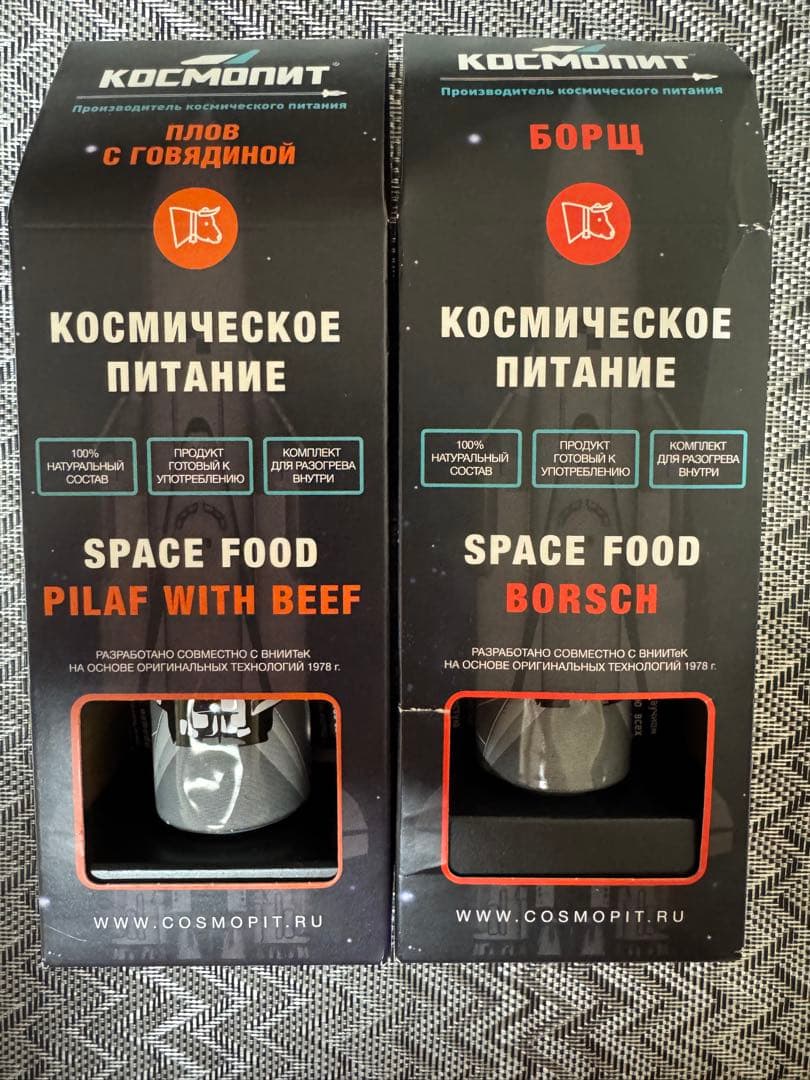 КОСМОПИТ
Производитель космического питания
ПЛОВ
С ГОВЯДИНОЙ
КОСМИЧЕСКОЕ
ПИТАНИЕ
100%
НАТУРАЛЬНЫЙ
СОСТАВ
ПРОДУКТ
ГОТОВЫЙ К
УПОТРЕБЛЕНИЮ
КОМПЛЕКТ
ДЛЯ РАЗОГРЕВА
ВНУТРИ
SPACE FOOD
PILAF WITH BEEF
РАЗРАБОТАНО СОВМЕСТНО С ВНИИТеК
НА ОСНОВЕ ОРИГИНАЛЬНЫХ ТЕХНОЛОГИЙ 1978 г.
WWW.COSMOPIT.RU
КОСМОПИТ
Производитель космического питания
БОРЩ
КОСМИЧЕСКОЕ
ПИТАНИЕ
100%
НАТУРАЛЬНЫЙ
СОСТАВ
ПРОДУКТ
ГОТОВЫЙ К
УПОТРЕБЛЕНИЮ
КОМПЛЕКТ
ДЛЯ РАЗОГРЕВА
ВНУТРИ
SPACE FOOD
BORSCH
РАЗРАБОТАНО СОВМЕСТНО С ВНИИТеК
НА ОСНОВЕ ОРИГИНАЛЬНЫХ ТЕХНОЛОГИЙ 1978 г.
всех
WWW.COSMOPIT.RU